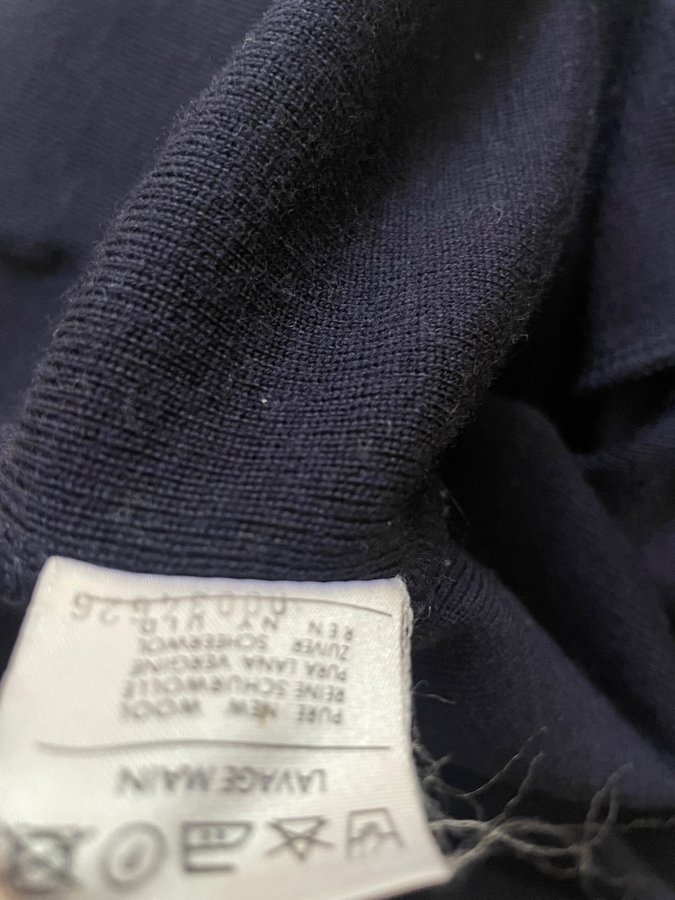 LAVAGE MAIN
PURE NEW WOOL
REINE SCHURWOLLE
PURA LANA VERGINE
ZUIVER SCHEERWOL
REN NY ULD